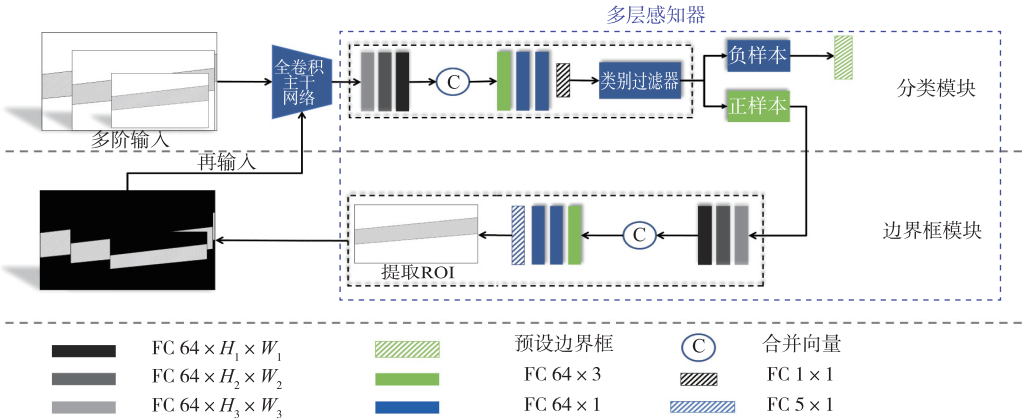 多层感知器
全卷积
主干
网络
C
类别过滤器
负样本
正样本
分类模块
多阶输入
再输入
C
提取ROI
边界框模块
FC 64 × H₁ × W₁
预设边界框
C
合并向量
FC 64 × H₂ × W₂
FC 64 × 3
FC 1 × 1
FC 64 × H₃ × W₃
FC 64 × 1
FC 5 × 1